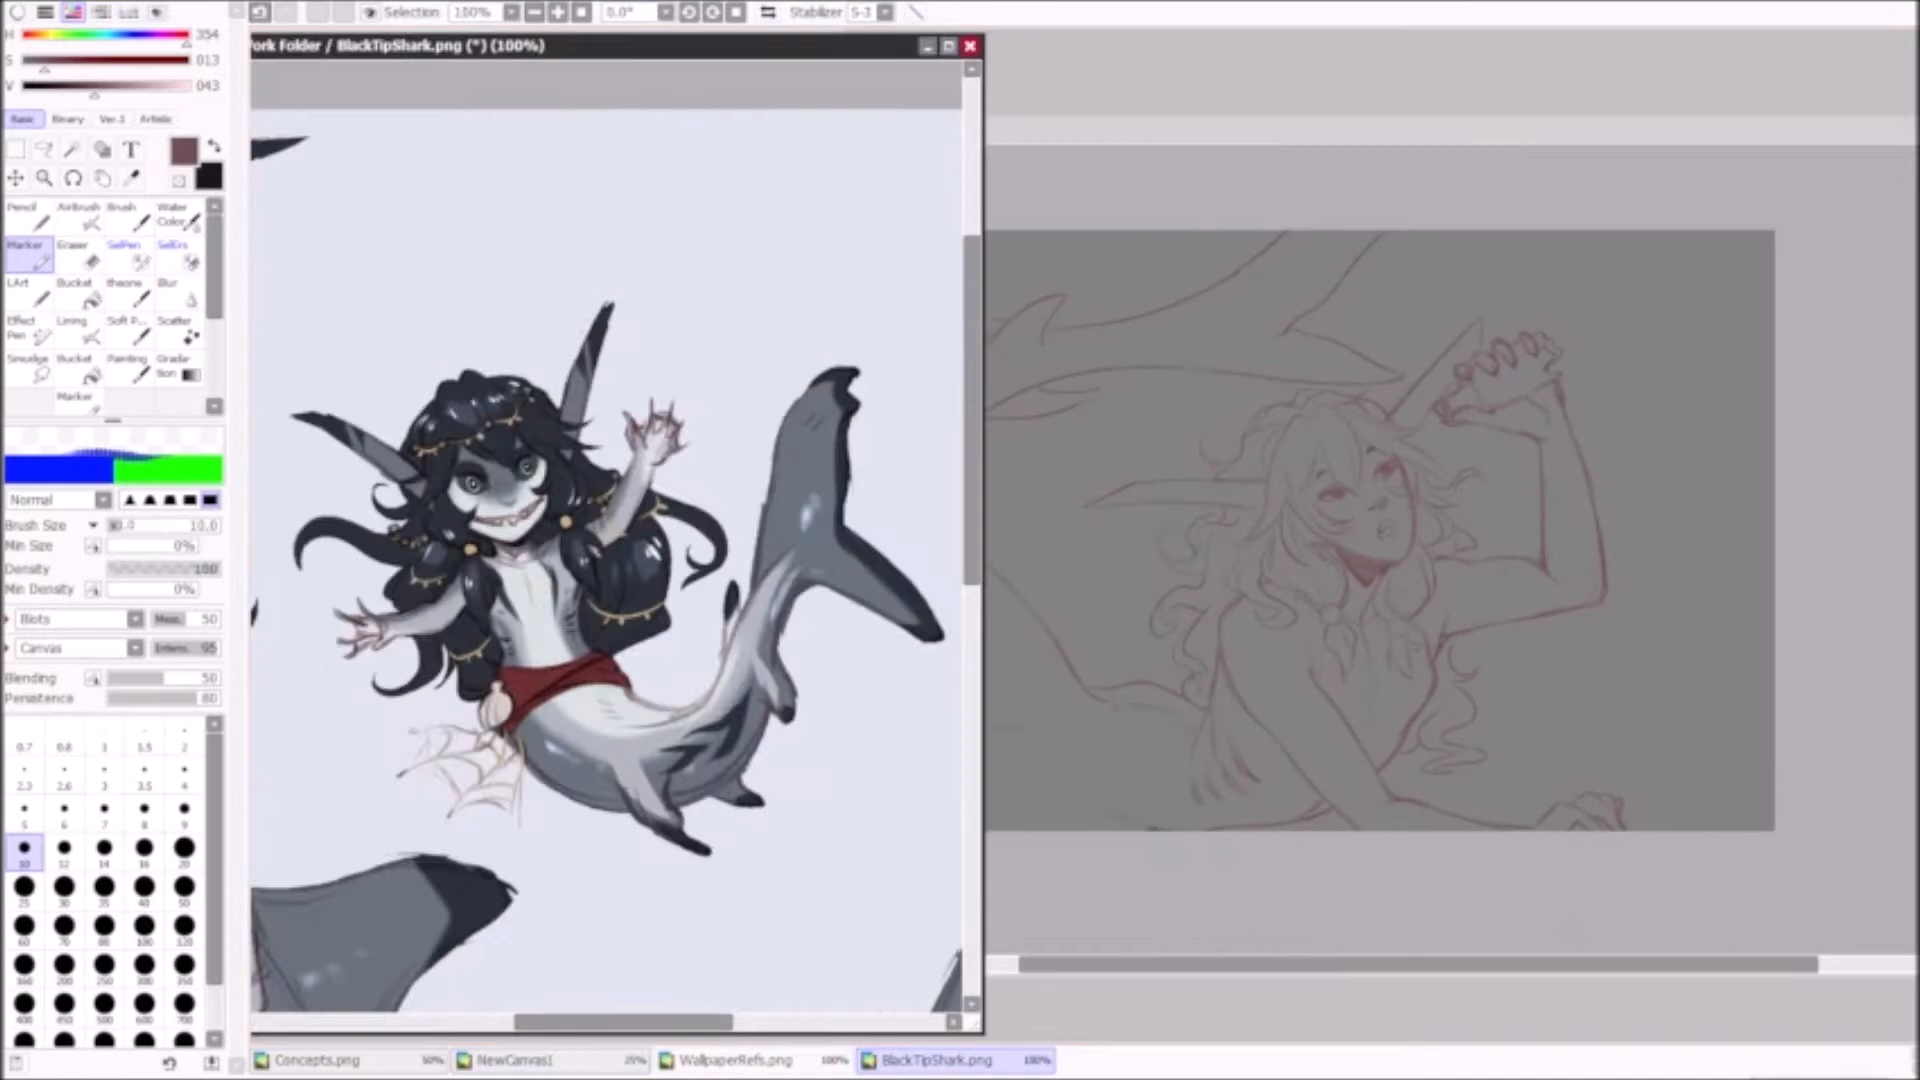 Selection 180% 0.0° Stabilizer S-3
H 354
S 013
V 043
ork Folder / BlackTipShark.png (*) (100%)
Basic Binary Ver.1 Artistic
T
Pencil AirBrush Brush Water Color
Marker Eraser SelPen SelErs
LArt Bucket theone Blur
Effect Pen Lining Soft P... Scatter
Smudge Bucket Painting Gradation
Marker
Normal
Brush Size 10.0
Min Size 0%
Density 100
Min Density 0%
Blots 50
Canvas Intens. 95
Blending 50
Persistence 80
0.7 0.8 1 1.5 2
2.3 2.6 3 3.5 4
5 6 7 8 9
10 12 14 16 20
25 30 35 40 50
60 70 80 100 120
160 200 250 300 350
400 450 500 600 700
Concepts.png 50% NewCanvas1 25% WallpaperRefs.png 100% BlackTipShark.png 100%